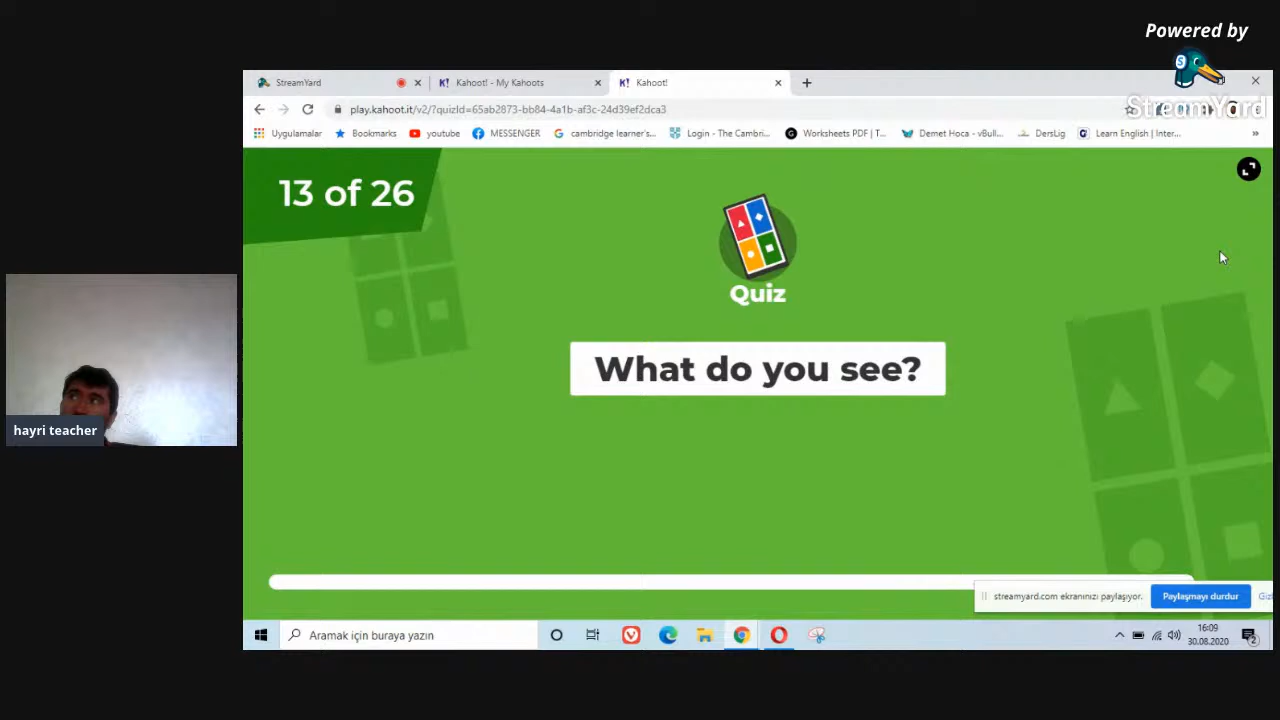 Powered by
StreamYard
StreamYard
Kahoot! - My Kahoots
Kahoot!
play.kahoot.it/v2/?quizId=65ab2873-bb84-4a1b-af3c-24d39ef2dca3
Uygulamalar
Bookmarks
youtube
MESSENGER
cambridge learner's...
Login - The Cambri...
Worksheets PDF | T...
Demet Hoca - vBull...
DersLig
Learn English | Inter...
13 of 26
Quiz
What do you see?
hayri teacher
streamyard.com ekranınızı paylaşıyor.
Paylaşmayı durdur
Aramak için buraya yazın
16:09
30.08.2020
2